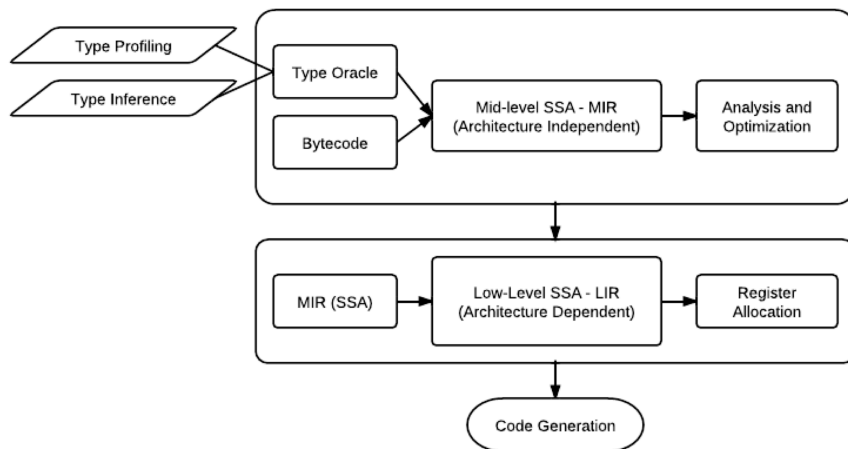 Type Profiling
Type Inference
Type Oracle
Bytecode
Mid-level SSA - MIR
(Architecture Independent)
Analysis and
Optimization
MIR (SSA)
Low-Level SSA - LIR
(Architecture Dependent)
Register
Allocation
Code Generation